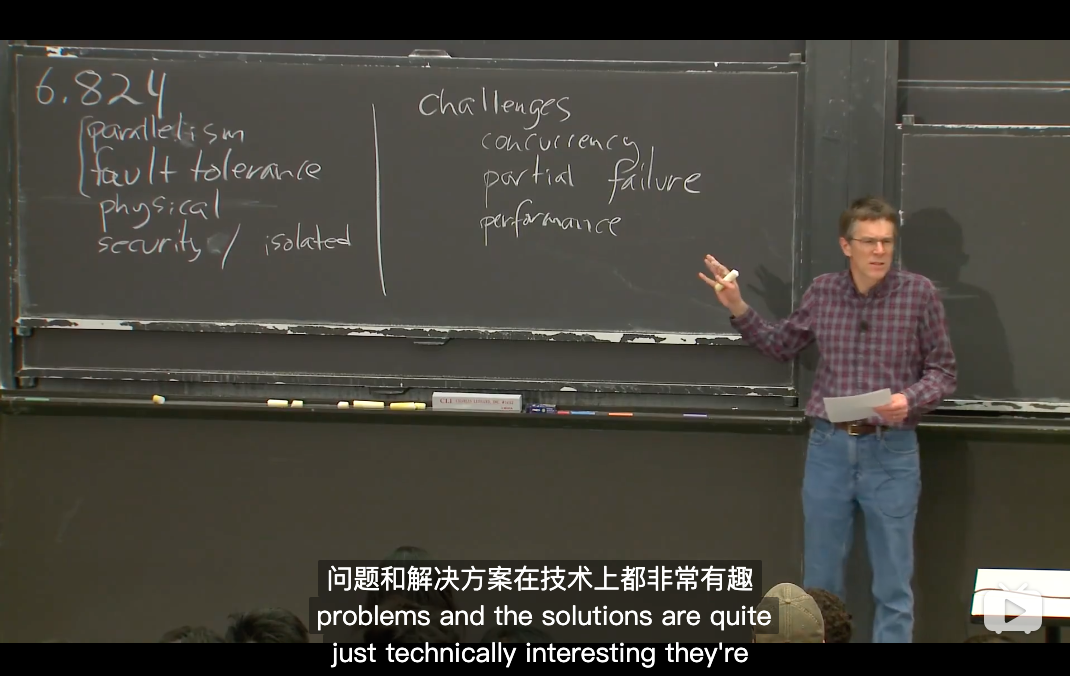 6.824
parallelism
fault tolerance
physical
security / isolated
Challenges
concurrency
partial failure
performance
问题和解决方案在技术上都非常有趣
problems and the solutions are quite
just technically interesting they're